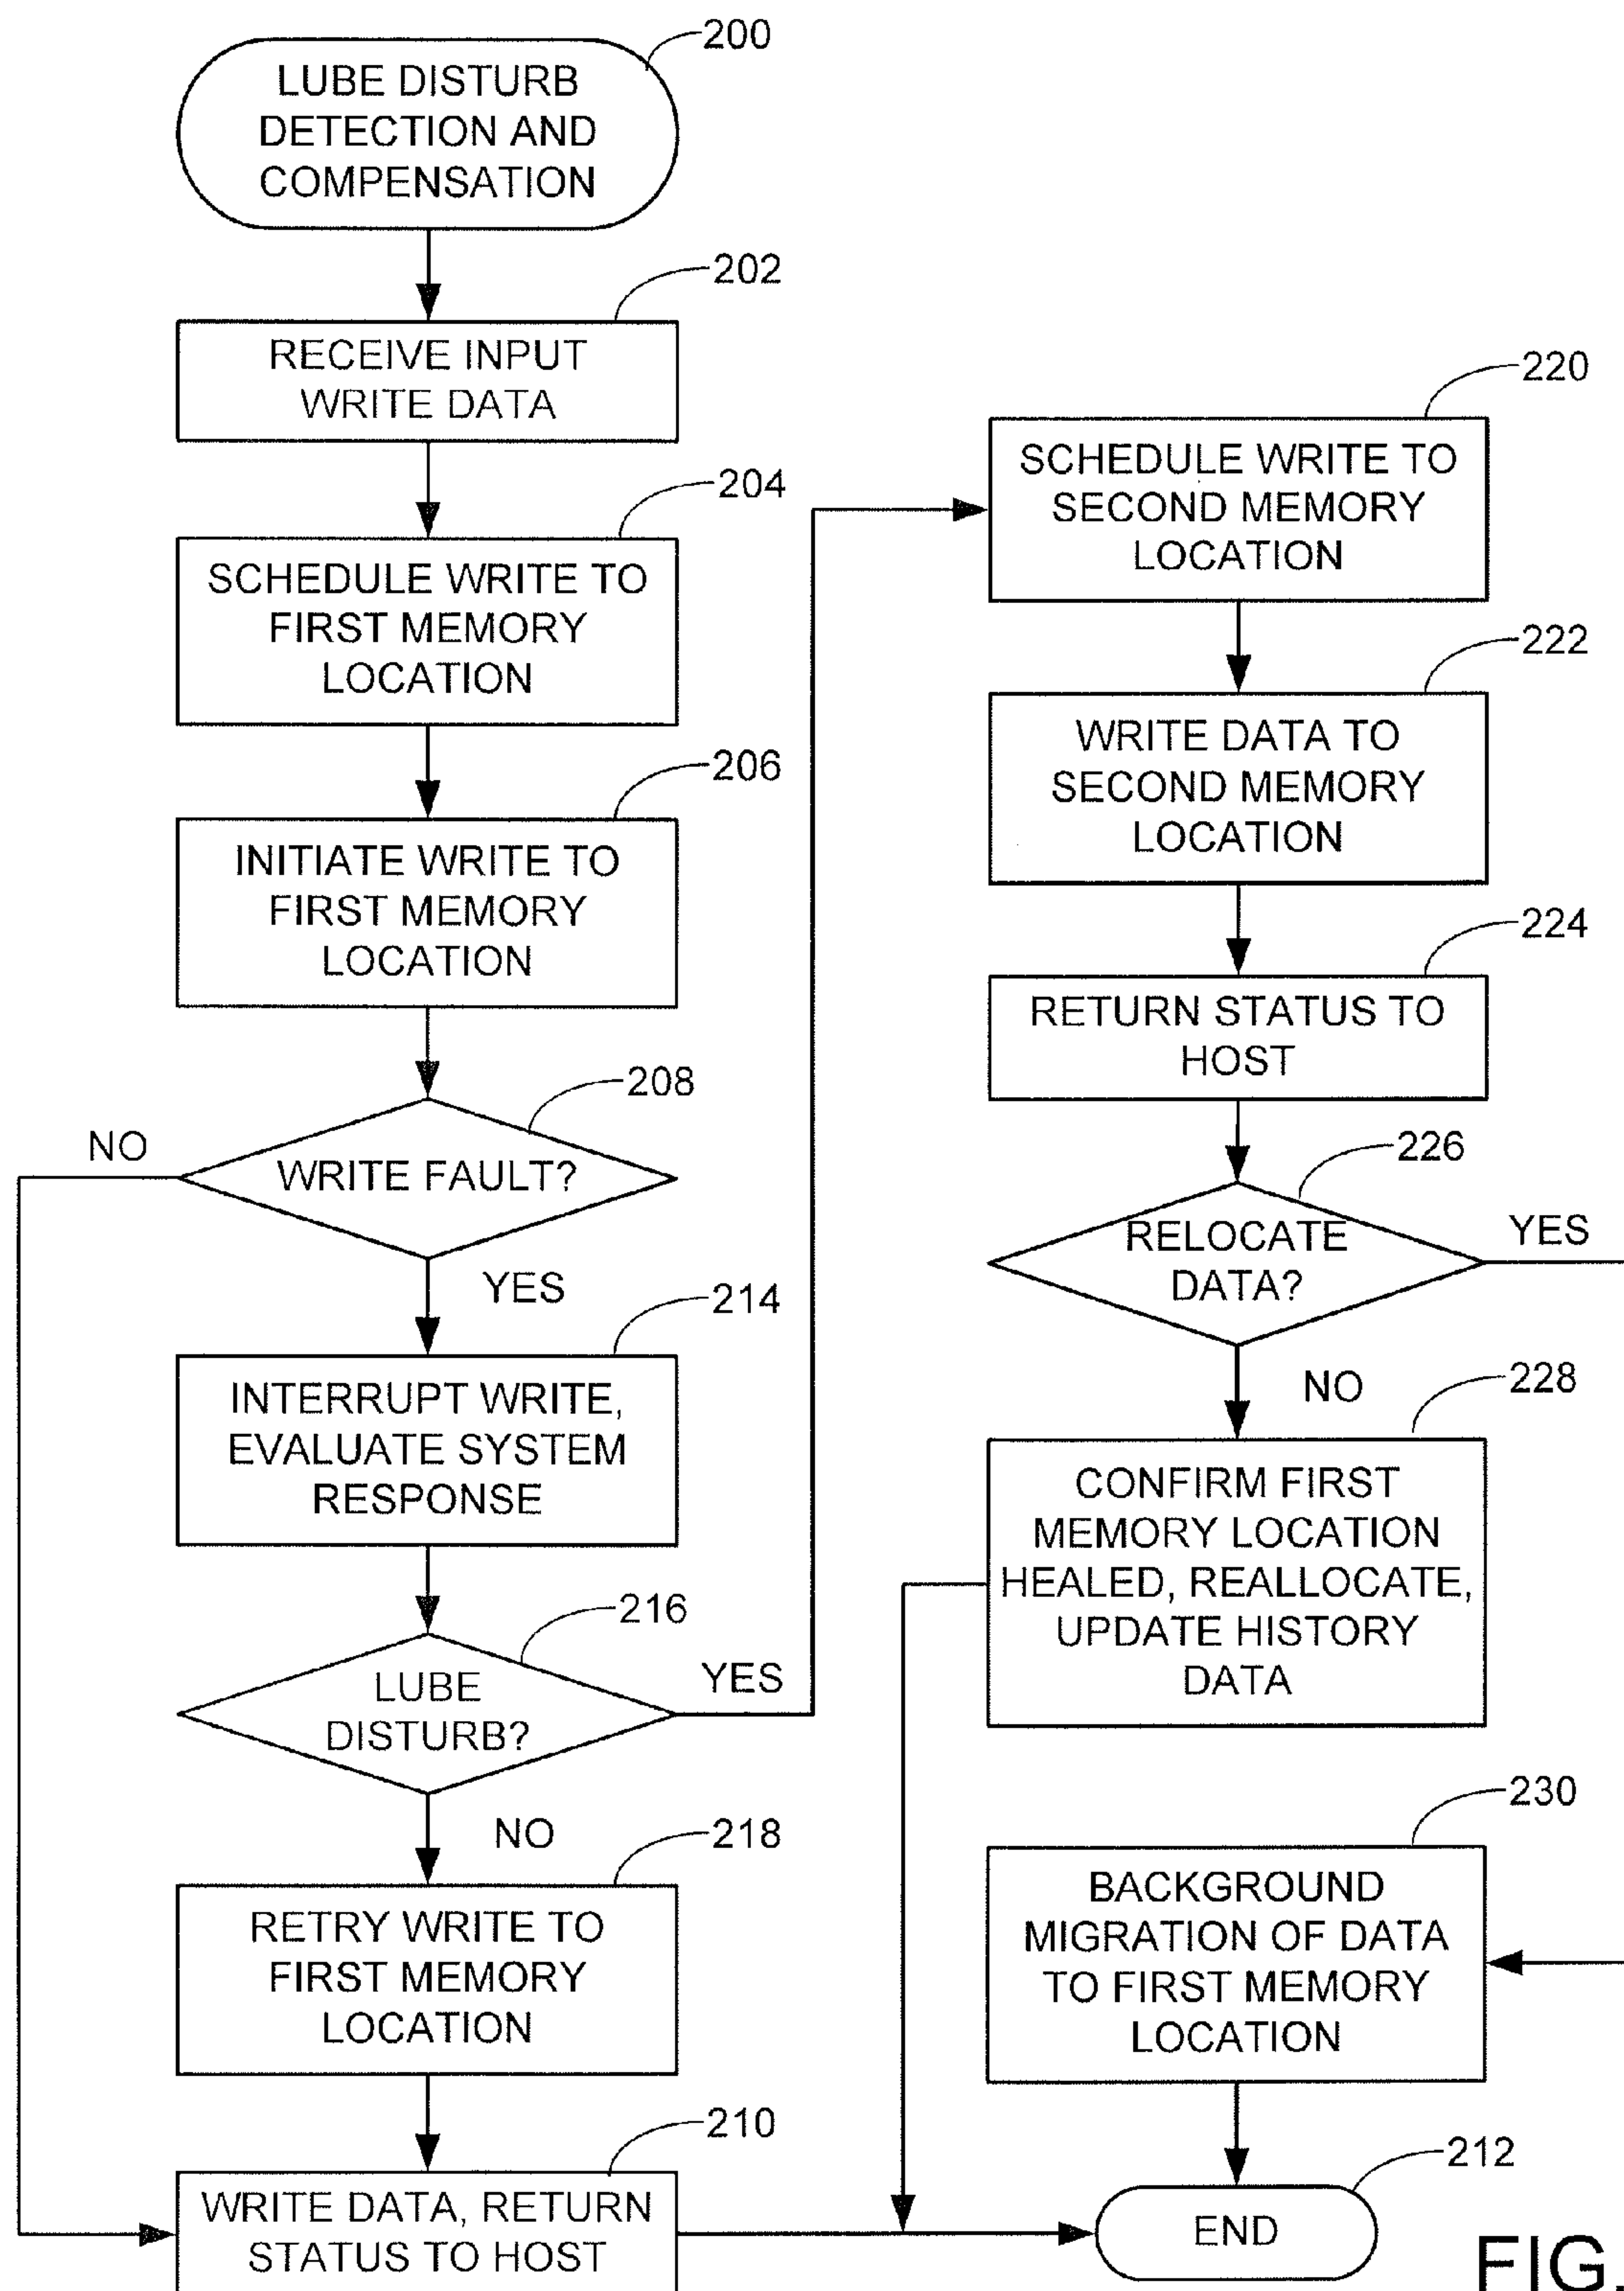 200
LUBE DISTURB
DETECTION AND
COMPENSATION
202
RECEIVE INPUT
WRITE DATA
204
SCHEDULE WRITE TO
FIRST MEMORY
LOCATION
206
INITIATE WRITE TO
FIRST MEMORY
LOCATION
208
NO
WRITE FAULT?
YES
214
INTERRUPT WRITE,
EVALUATE SYSTEM
RESPONSE
216
LUBE
DISTURB?
YES
NO
218
RETRY WRITE TO
FIRST MEMORY
LOCATION
210
WRITE DATA, RETURN
STATUS TO HOST
220
SCHEDULE WRITE TO
SECOND MEMORY
LOCATION
222
WRITE DATA TO
SECOND MEMORY
LOCATION
224
RETURN STATUS TO
HOST
226
RELOCATE
DATA?
YES
NO
228
CONFIRM FIRST
MEMORY LOCATION
HEALED, REALLOCATE,
UPDATE HISTORY
DATA
230
BACKGROUND
MIGRATION OF DATA
TO FIRST MEMORY
LOCATION
212
END
FIG.